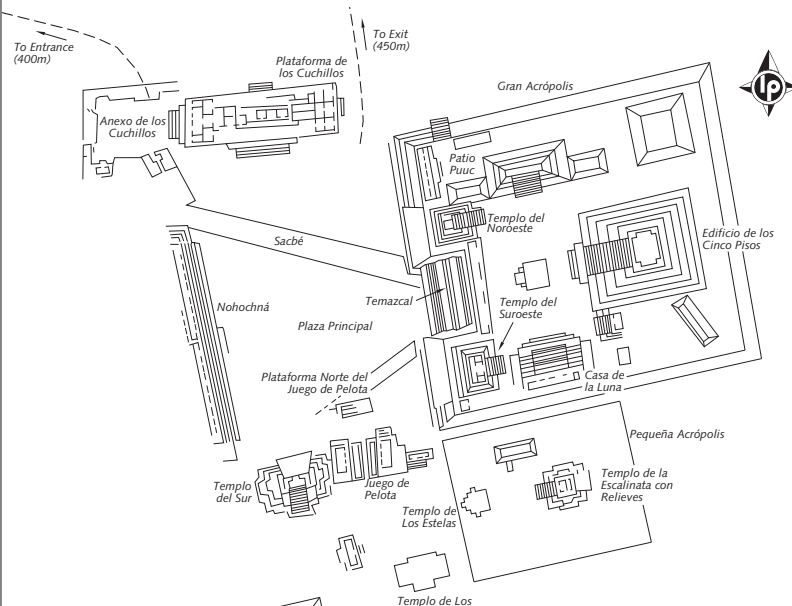 To Entrance
(400m)
To Exit
(450m)
Plataforma de
los Cuchillos
Anexo de los
Cuchillos
Gran Acrópolis
lp
Patio
Puuc
Templo del
Noroeste
Edificio de los
Cinco Pisos
Sacbé
Temazcal
Nohochná
Templo del
Suroeste
Plaza Principal
Plataforma Norte del
Juego de Pelota
Casa de
la Luna
Pequeña Acrópolis
Templo
del Sur
Juego de
Pelota
Templo de
Los Estelas
Templo de la
Escalinata con
Relieves
Templo de Los